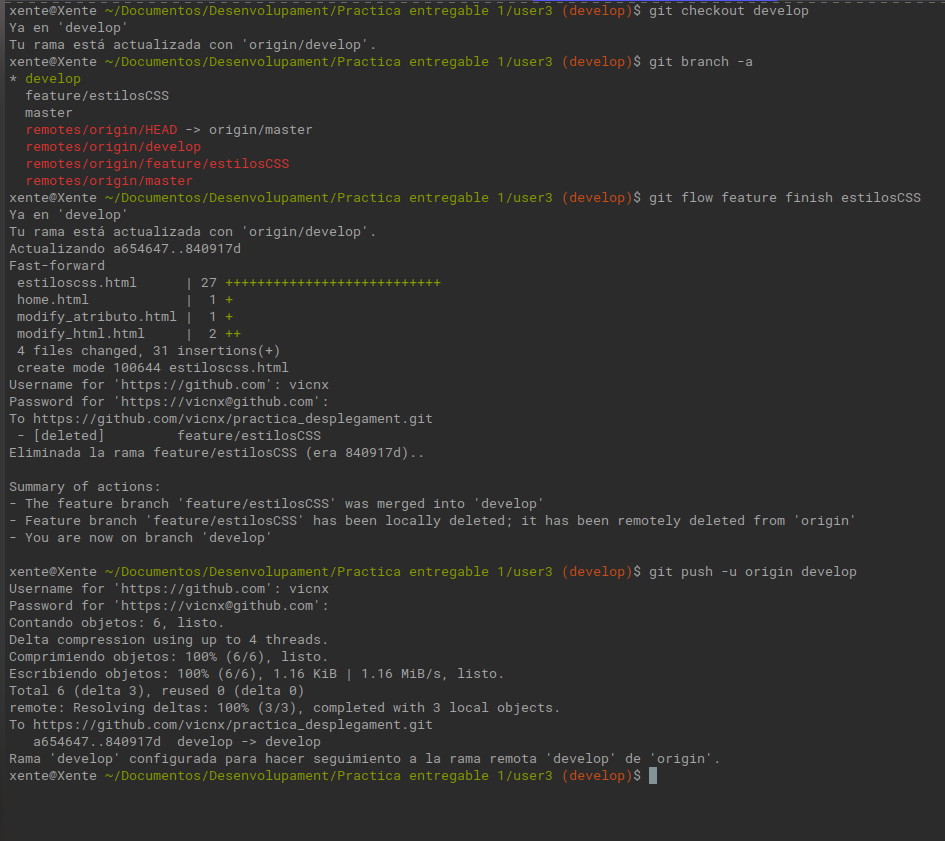 xente@Xente ~/Documentos/Desenvolupament/Practica entregable 1/user3 (develop)$ git checkout develop
Ya en 'develop'
Tu rama está actualizada con 'origin/develop'.
xente@Xente ~/Documentos/Desenvolupament/Practica entregable 1/user3 (develop)$ git branch -a
* develop
  feature/estilosCSS
  master
  remotes/origin/HEAD -> origin/master
  remotes/origin/develop
  remotes/origin/feature/estilosCSS
  remotes/origin/master
xente@Xente ~/Documentos/Desenvolupament/Practica entregable 1/user3 (develop)$ git flow feature finish estilosCSS
Ya en 'develop'
Tu rama está actualizada con 'origin/develop'.
Actualizando a654647..840917d
Fast-forward
 estiloscss.html      | 27 +++++++++++++++++++++++++++
 home.html            |  1 +
 modify_atributo.html |  1 +
 modify_html.html     |  2 ++
 4 files changed, 31 insertions(+)
 create mode 100644 estiloscss.html
Username for 'https://github.com': vicnx
Password for 'https://vicnx@github.com':
To https://github.com/vicnx/practica_desplegament.git
 - [deleted]         feature/estilosCSS
Eliminada la rama feature/estilosCSS (era 840917d)..

Summary of actions:
- The feature branch 'feature/estilosCSS' was merged into 'develop'
- Feature branch 'feature/estilosCSS' has been locally deleted; it has been remotely deleted from 'origin'
- You are now on branch 'develop'

xente@Xente ~/Documentos/Desenvolupament/Practica entregable 1/user3 (develop)$ git push -u origin develop
Username for 'https://github.com': vicnx
Password for 'https://vicnx@github.com':
Contando objetos: 6, listo.
Delta compression using up to 4 threads.
Comprimiendo objetos: 100% (6/6), listo.
Escribiendo objetos: 100% (6/6), 1.16 KiB | 1.16 MiB/s, listo.
Total 6 (delta 3), reused 0 (delta 0)
remote: Resolving deltas: 100% (3/3), completed with 3 local objects.
To https://github.com/vicnx/practica_desplegament.git
   a654647..840917d  develop -> develop
Rama 'develop' configurada para hacer seguimiento a la rama remota 'develop' de 'origin'.
xente@Xente ~/Documentos/Desenvolupament/Practica entregable 1/user3 (develop)$